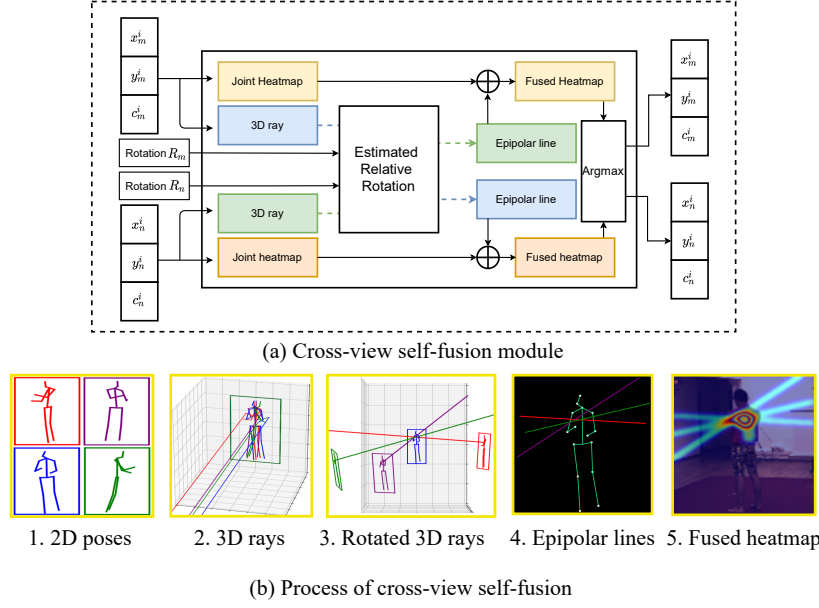 $x_m^i$
$y_m^i$
$c_m^i$
Joint Heatmap
3D ray
Rotation $R_m$
Rotation $R_n$
3D ray
Joint heatmap
$x_n^i$
$y_n^i$
$c_n^i$
Estimated
Relative
Rotation
Fused Heatmap
Epipolar line
Epipolar line
Fused heatmap
Argmax
$x_m^i$
$y_m^i$
$c_m^i$
$x_n^i$
$y_n^i$
$c_n^i$
(a) Cross-view self-fusion module
1. 2D poses
2. 3D rays
3. Rotated 3D rays
4. Epipolar lines
5. Fused heatmap
(b) Process of cross-view self-fusion